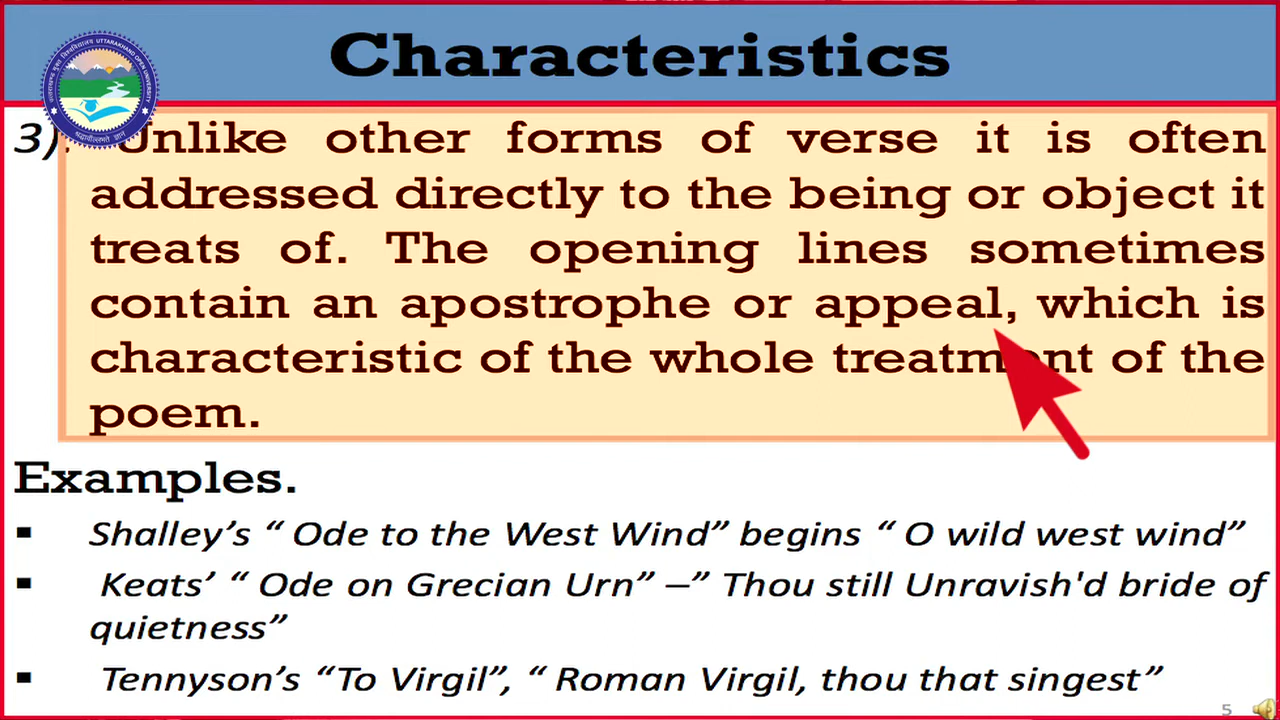 Characteristics
UTTARAKHAND OPEN UNIVERSITY
3). Unlike other forms of verse it is often
addressed directly to the being or object it
treats of. The opening lines sometimes
contain an apostrophe or appeal, which is
characteristic of the whole treatment of the
poem.
Examples.
▪ Shalley’s “ Ode to the West Wind” begins “ O wild west wind”
▪ Keats’ “ Ode on Grecian Urn” –” Thou still Unravish'd bride of
quietness”
▪ Tennyson’s “To Virgil”, “ Roman Virgil, thou that singest”
5